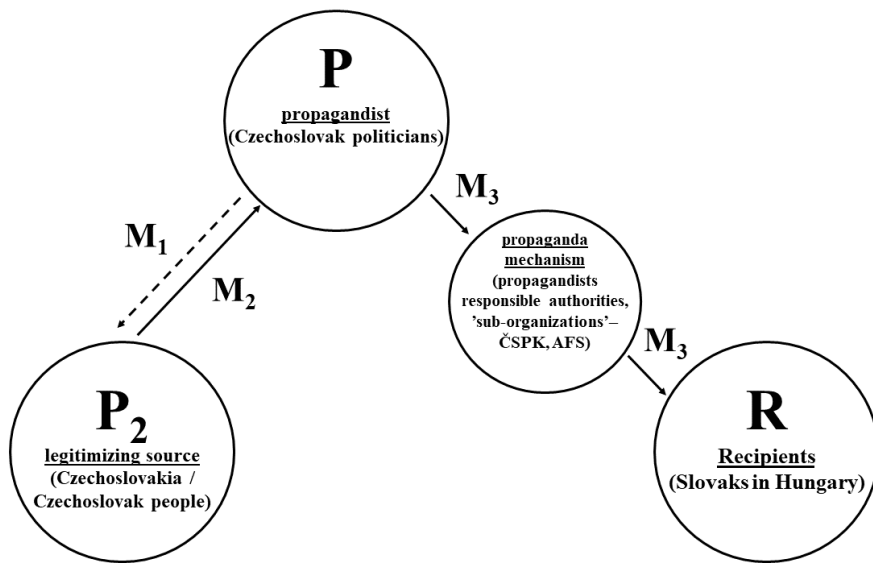 P
propagandist
(Czechoslovak politicians)
M₃
M₁
M₂
propaganda
mechanism
(propagandists
responsible authorities,
’sub-organizations’–
ČSPK, AFS)
M₃
P₂
legitimizing source
(Czechoslovakia /
Czechoslovak people)
R
Recipients
(Slovaks in Hungary)